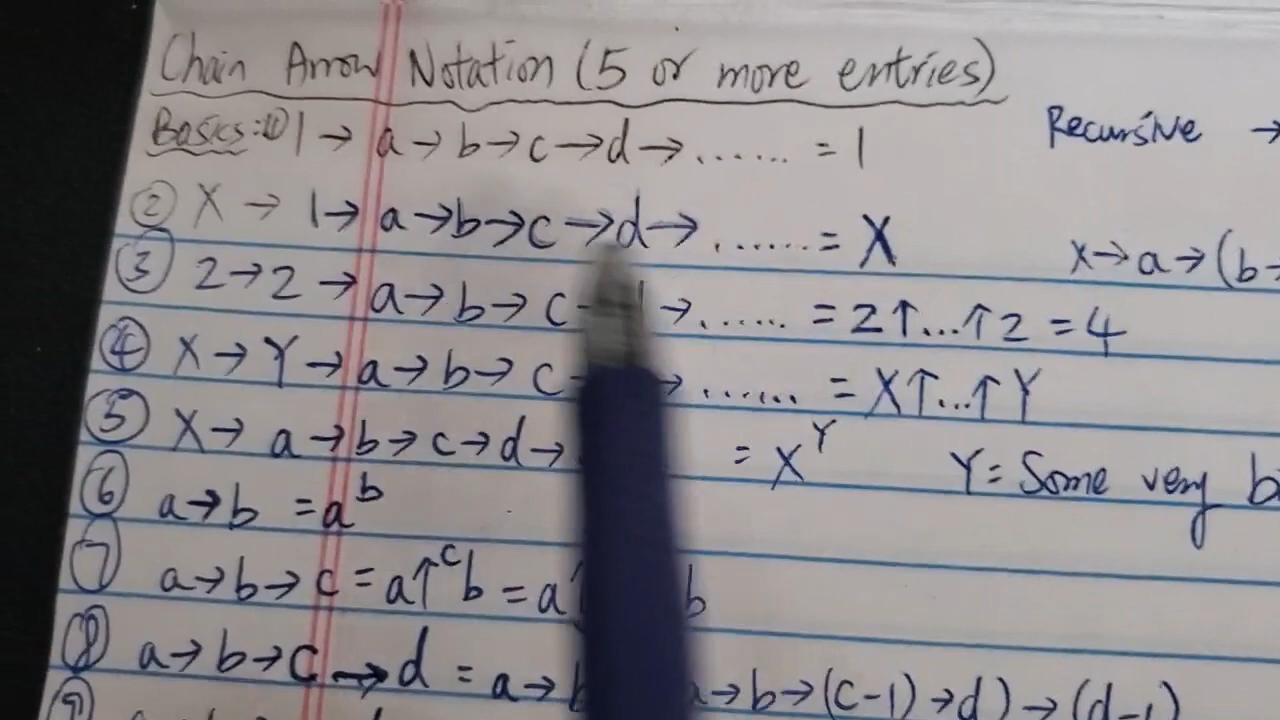 Chain Arrow Notation (5 or more entries)
Basics: ① 1 → a → b → c → d → ...... = 1
Recursive →
② X → 1 → a → b → c → d → ...... = X
x → a → (b →
③ 2 → 2 → a → b → c → ...... = 2↑...↑2 = 4
④ X → Y → a → b → c → ...... = X↑...↑Y
⑤ X → a → b → c → d → = X^Y Y = Some very
⑥ a → b = a^b
⑦ a → b → c = a↑^c b = a b
⑧ a → b → c → d = a → → b → (c-1) → d) → (d-1)
⑨